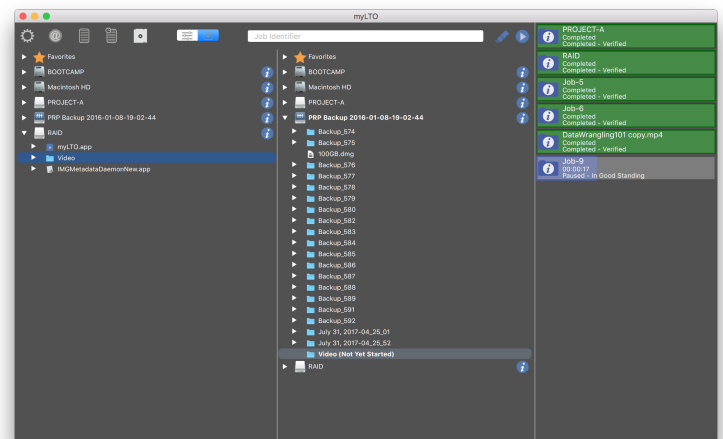 myLTO
Job Identifier
Favorites
BOOTCAMP
Macintosh HD
PROJECT-A
PRP Backup 2016-01-08-19-02-44
RAID
myLTO.app
Video
IMGMetadataDaemonNew.app
Favorites
BOOTCAMP
Macintosh HD
PROJECT-A
PRP Backup 2016-01-08-19-02-44
Backup_574
Backup_575
100GB.dmg
Backup_576
Backup_577
Backup_578
Backup_579
Backup_580
Backup_582
Backup_583
Backup_584
Backup_585
Backup_586
Backup_587
Backup_588
Backup_589
Backup_591
Backup_592
July 31, 2017-04_25_01
July 31, 2017-04_25_52
Video (Not Yet Started)
RAID
PROJECT-A
Completed
Completed - Verified
RAID
Completed
Completed - Verified
Job-5
Completed
Completed - Verified
Job-6
Completed
Completed - Verified
DataWrangling101 copy.mp4
Completed
Completed - Verified
Job-9
00:00:17
Paused - In Good Standing